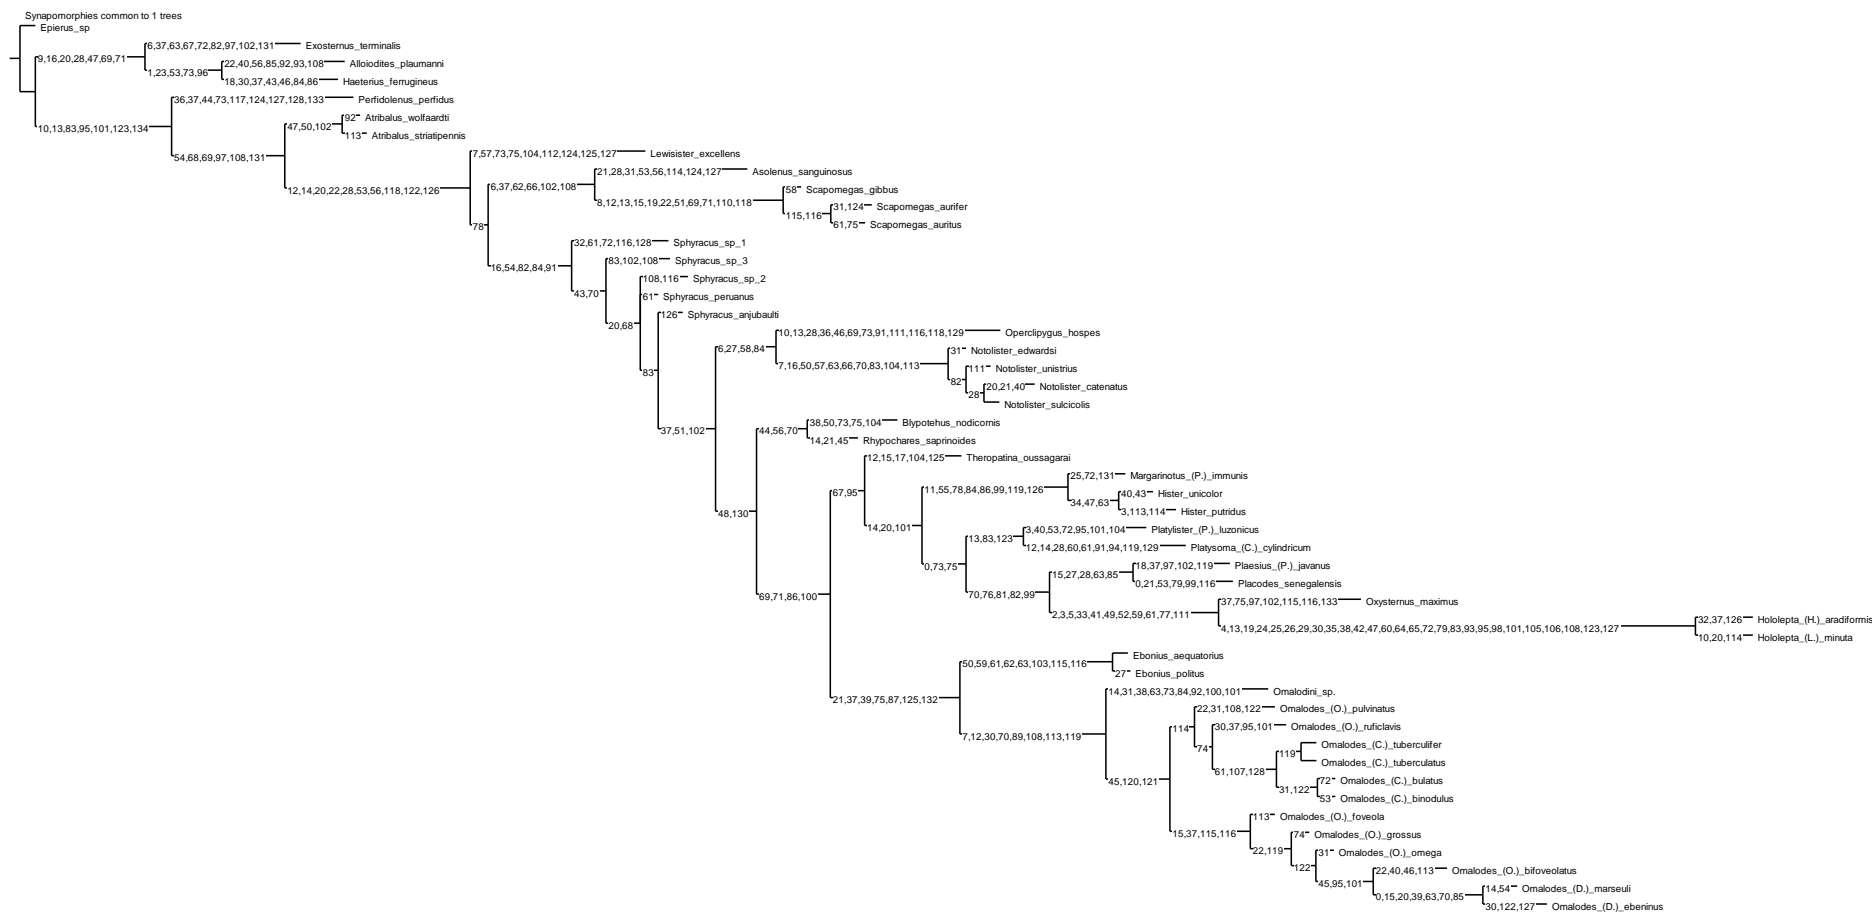 Synapomorphies common to 1 trees
Epierus_sp
6,37,63,67,72,82,97,102,131 Exosternus_terminalis
9,16,20,28,47,69,71
22,40,56,85,92,93,108 Alloiodites_plaumanni
1,23,53,73,96
18,30,37,43,46,84,86 Haeterius_ferrugineus
36,37,44,73,117,124,127,128,133 Perfidolenus_perfidus
92 Atribalus_wolfaardti
10,13,83,95,101,123,134
47,50,102
113 Atribalus_striatipennis
7,57,73,75,104,112,124,125,127 Lewisister_excellens
54,68,69,97,108,131
21,28,31,53,56,114,124,127 Asolenus_sanguinosus
12,14,20,22,28,53,56,118,122,126
6,37,62,66,102,108
58 Scapomegas_gibbus
8,12,13,15,19,22,51,69,71,110,118
31,124 Scapomegas_aurifer
115,116
61,75 Scapomegas_auritus
78
32,61,72,116,128 Sphyracus_sp_1
83,102,108 Sphyracus_sp_3
16,54,82,84,91
108,116 Sphyracus_sp_2
43,70
61 Sphyracus_peruanus
126 Sphyracus_anjubaulti
20,68
10,13,28,36,46,69,73,91,111,116,118,129 Operclipygus_hospes
6,27,58,84
31 Notolister_edwardsi
7,16,50,57,63,66,70,83,104,113
111 Notolister_unistrius
83
82
20,21,40 Notolister_catenatus
28
Notolister_sulcicolis
38,50,73,75,104 Blypotehus_nodicornis
37,51,102
44,56,70
14,21,45 Rhypochares_saprinoides
12,15,17,104,125 Theropatina_oussagarai
25,72,131 Margarinotus_(P.)_immunis
67,95
11,55,78,84,86,99,119,126
40,43 Hister_unicolor
34,47,63
3,113,114 Hister_putridus
48,130
14,20,101
3,40,53,72,95,101,104 Platylister_(P.)_luzonicus
13,83,123
12,14,28,60,61,91,94,119,129 Platysoma_(C.)_cylindricum
0,73,75
18,37,97,102,119 Plaesius_(P.)_javanus
15,27,28,63,85
0,21,53,79,99,116 Placodes_senegalensis
69,71,86,100
70,76,81,82,99
37,75,97,102,115,116,133 Oxysternus_maximus
2,3,5,33,41,49,52,59,61,77,111
32,37,126 Hololepta_(H.)_aradiformis
4,13,19,24,25,26,29,30,35,38,42,47,60,64,65,72,79,83,93,95,98,101,105,106,108,123,127
10,20,114 Hololepta_(L.)_minuta
Ebonius_aequatorius
50,59,61,62,63,103,115,116
27 Ebonius_politus
14,31,38,63,73,84,92,100,101 Omalodini_sp.
21,37,39,75,87,125,132
22,31,108,122 Omalodes_(O.)_pulvinatus
114
30,37,95,101 Omalodes_(O.)_ruficlavis
7,12,30,70,89,108,113,119
74
Omalodes_(C.)_tuberculifer
119
Omalodes_(C.)_tuberculatus
61,107,128
72 Omalodes_(C.)_bulatus
45,120,121
31,122
53 Omalodes_(C.)_binodulus
113 Omalodes_(O.)_foveola
15,37,115,116
74 Omalodes_(O.)_grossus
22,119
31 Omalodes_(O.)_omega
122
22,40,46,113 Omalodes_(O.)_bifoveolatus
45,95,101
14,54 Omalodes_(D.)_marseuli
0,15,20,39,63,70,85
30,122,127 Omalodes_(D.)_ebeninus